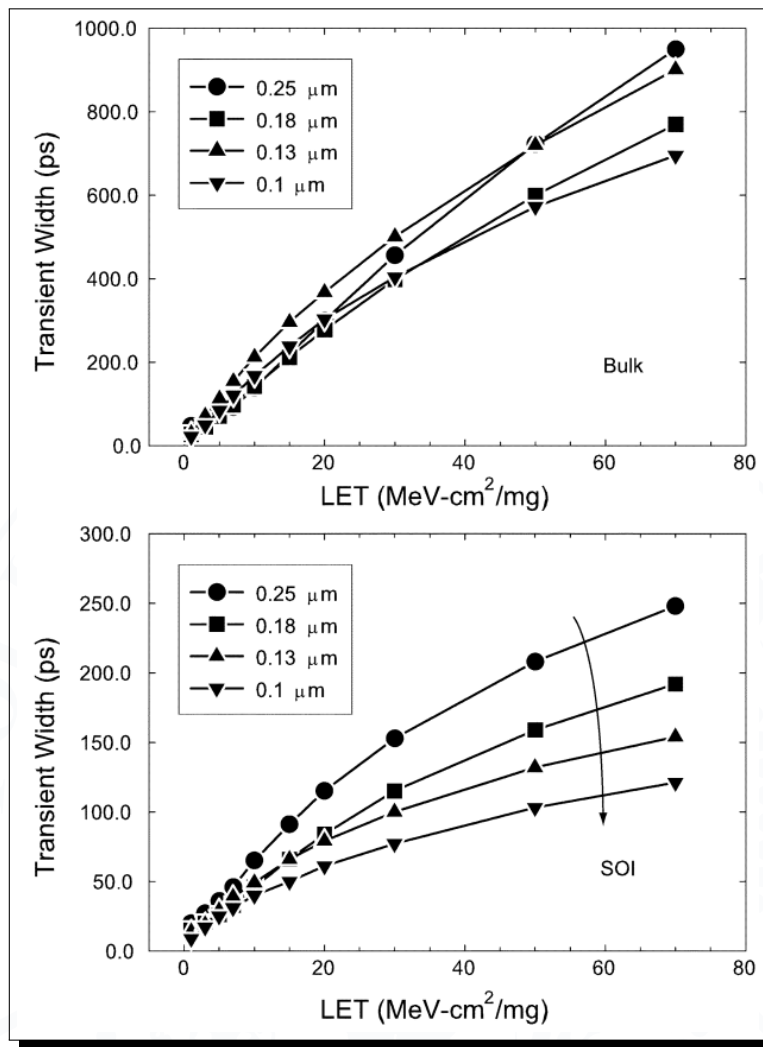 1000.0
800.0
600.0
400.0
200.0
0.0
Transient Width (ps)
0.25 μm
0.18 μm
0.13 μm
0.1 μm
Bulk
0 20 40 60 80
LET (MeV-cm²/mg)
300.0
250.0
200.0
150.0
100.0
50.0
0.0
Transient Width (ps)
0.25 μm
0.18 μm
0.13 μm
0.1 μm
SOI
0 20 40 60 80
LET (MeV-cm²/mg)